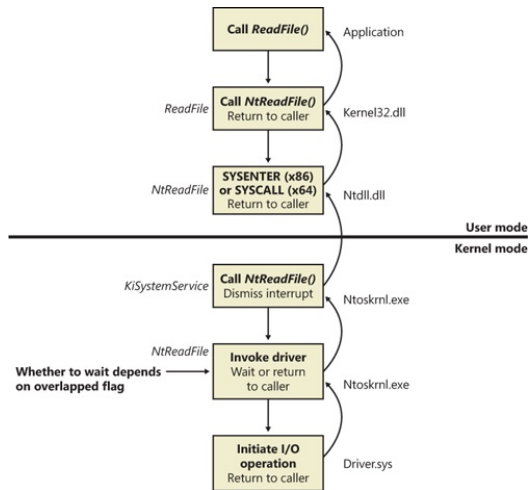 Call ReadFile()
Application
ReadFile
Call NtReadFile()
Return to caller
Kernel32.dll
NtReadFile
SYSENTER (x86)
or SYSCALL (x64)
Return to caller
Ntdll.dll
User mode
Kernel mode
KiSystemService
Call NtReadFile()
Dismiss interrupt
Ntoskrnl.exe
NtReadFile
Whether to wait depends
on overlapped flag
Invoke driver
Wait or return
to caller
Ntoskrnl.exe
Initiate I/O
operation
Return to caller
Driver.sys